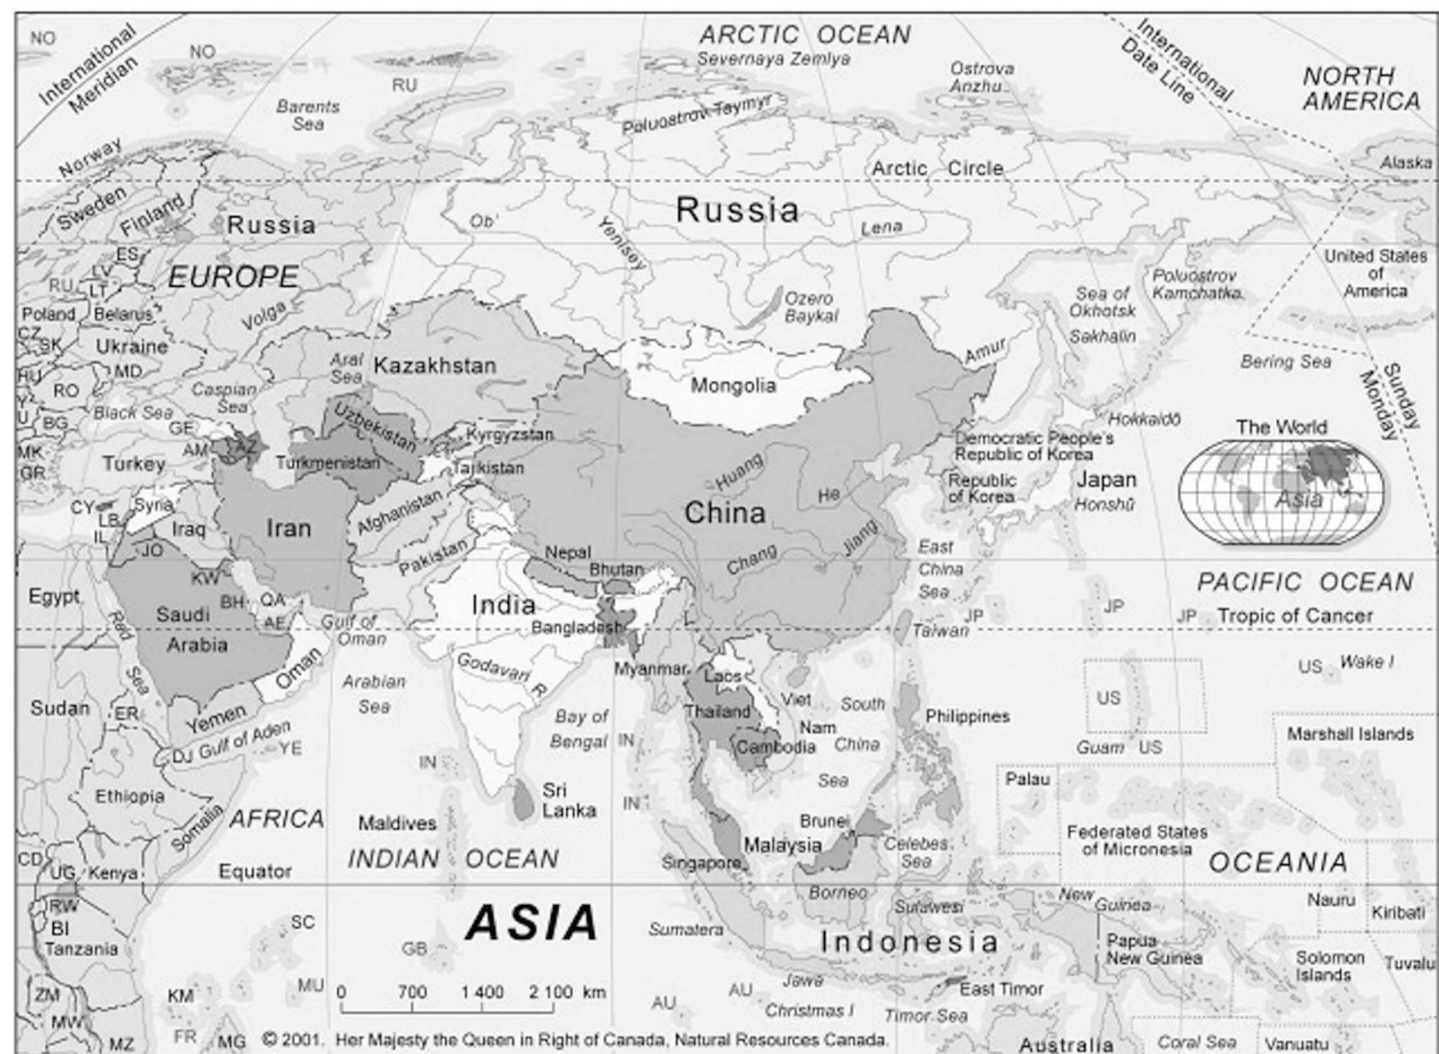 NO
International
Meridian
NO
RU
Barents
Sea
ARCTIC OCEAN
Severnaya Zemlya
Poluostrov Taymyr
Ostrova
Anzhu
International
Date Line
NORTH
AMERICA
Alaska
Norway
Sweden
Finland
Russia
Arctic Circle
Russia
Ob'
Yenisey
Lena
ES
LV
LT
RU
EUROPE
Poland
Belarus
Volga
CZ
SK
Ukraine
HU
MD
RO
Y
U
BG
Black Sea
Caspian
Sea
Aral
Sea
Kazakhstan
Ozero
Baykal
Mongolia
Amur
Sea of
Okhotsk
Sakhalin
Poluostrov
Kamchatka
United States
of
America
Bering Sea
Sunday
Monday
MK
GR
GE
AM
AZ
Turkey
Uzbekistan
Turkmenistan
Kyrgyzstan
Tajikistan
Hokkaidō
Democratic People's
Republic of Korea
Republic
of Korea
Japan
Honshū
The World
Asia
CY
LB
IL
Syria
Iraq
JO
Iran
Afghanistan
Pakistan
China
Huang
He
Chang
Jiang
East
China
Sea
PACIFIC OCEAN
Egypt
KW
BH
QA
AE
Saudi
Arabia
Red
Sea
Gulf of
Oman
Oman
India
Nepal
Bhutan
Bangladesh
Taiwan
JP
JP
JP
Tropic of Cancer
Sudan
ER
Yemen
DJ
Gulf of Aden
YE
Arabian
Sea
Godavari R
Bay of
Bengal
IN
IN
IN
Myanmar
Laos
Thailand
Viet
Nam
Cambodia
South
China
Sea
Philippines
US
Guam
US
US
Wake I
Marshall Islands
Palau
Federated States
of Micronesia
OCEANIA
Ethiopia
Somalia
AFRICA
Maldives
Sri
Lanka
INDIAN OCEAN
Brunei
Malaysia
Singapore
Celebes
Sea
Borneo
Sulawesi
CD
UG
Kenya
Equator
RW
BI
Tanzania
SC
GB
MU
ASIA
Sumatera
Indonesia
New
Guinea
Papua
New Guinea
Nauru
Kiribati
Solomon
Islands
Tuvalu
ZM
MW
MZ
KM
FR
MG
0 700 1 400 2 100 km
AU
AU
Jawa
Christmas I
Timor Sea
East Timor
Australia
Coral Sea
Vanuatu
© 2001. Her Majesty the Queen in Right of Canada, Natural Resources Canada.